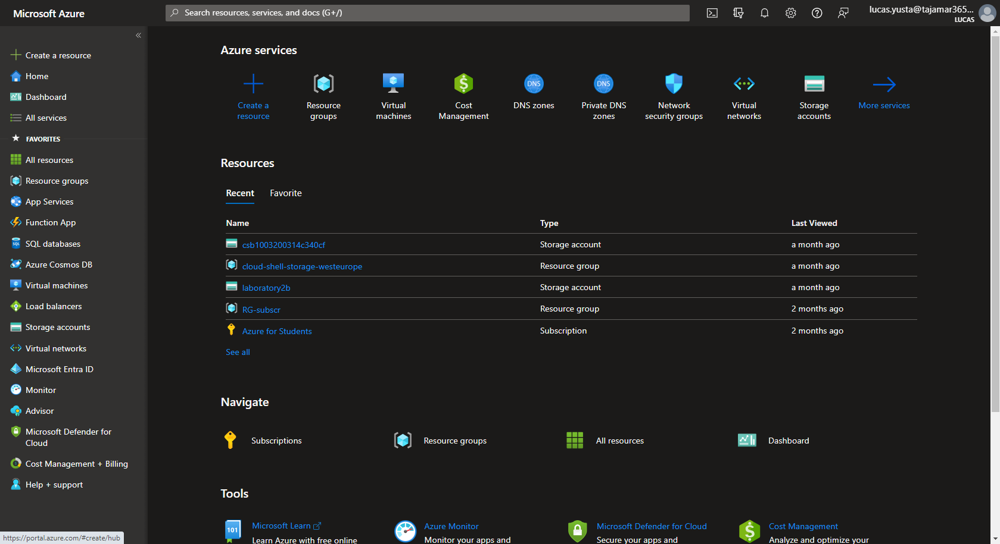 Microsoft Azure
Search resources, services, and docs (G+/)
lucas.yusta@tajamar365...
LUCAS
Create a resource
Home
Dashboard
All services
FAVORITES
All resources
Resource groups
App Services
Function App
SQL databases
Azure Cosmos DB
Virtual machines
Load balancers
Storage accounts
Virtual networks
Microsoft Entra ID
Monitor
Advisor
Microsoft Defender for
Cloud
Cost Management + Billing
Help + support
https://portal.azure.com/#create/hub
Azure services
Create a
resource
Resource
groups
Virtual
machines
Cost
Management
DNS
DNS zones
DNS
Private DNS
zones
Network
security groups
Virtual
networks
Storage
accounts
More services
Resources
Recent Favorite
Name Type Last Viewed
csb1003200314c340cf Storage account a month ago
cloud-shell-storage-westeurope Resource group a month ago
laboratory2b Storage account a month ago
RG-subscr Resource group 2 months ago
Azure for Students Subscription 2 months ago
See all
Navigate
Subscriptions Resource groups All resources Dashboard
Tools
101
Microsoft Learn
Learn Azure with free online
Azure Monitor
Monitor your apps and
Microsoft Defender for Cloud
Secure your apps and
Cost Management
Analyze and optimize your